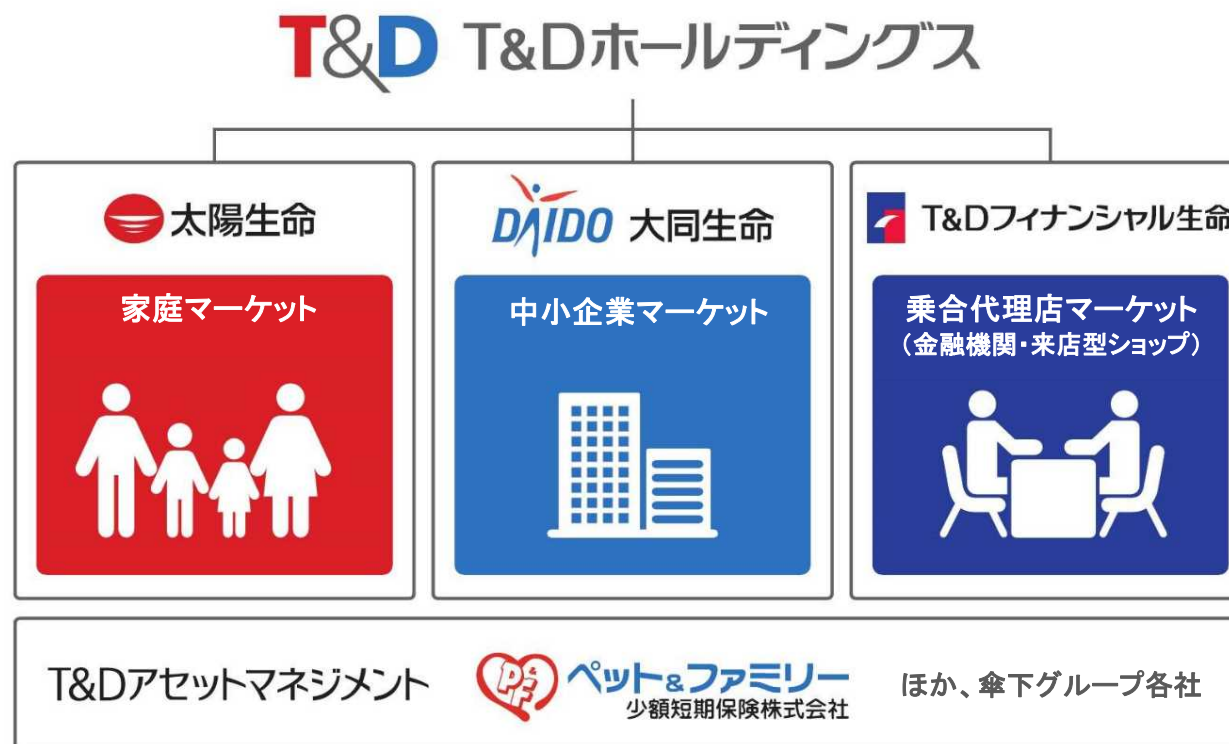 T&D T&Dホールディングス
太陽生命
家庭マーケット
DAIDO 大同生命
中小企業マーケット
T&Dフィナンシャル生命
乗合代理店マーケット
（金融機関・来店型ショップ）
T&Dアセットマネジメント
P&F ペット&ファミリー
少額短期保険株式会社
ほか、傘下グループ各社